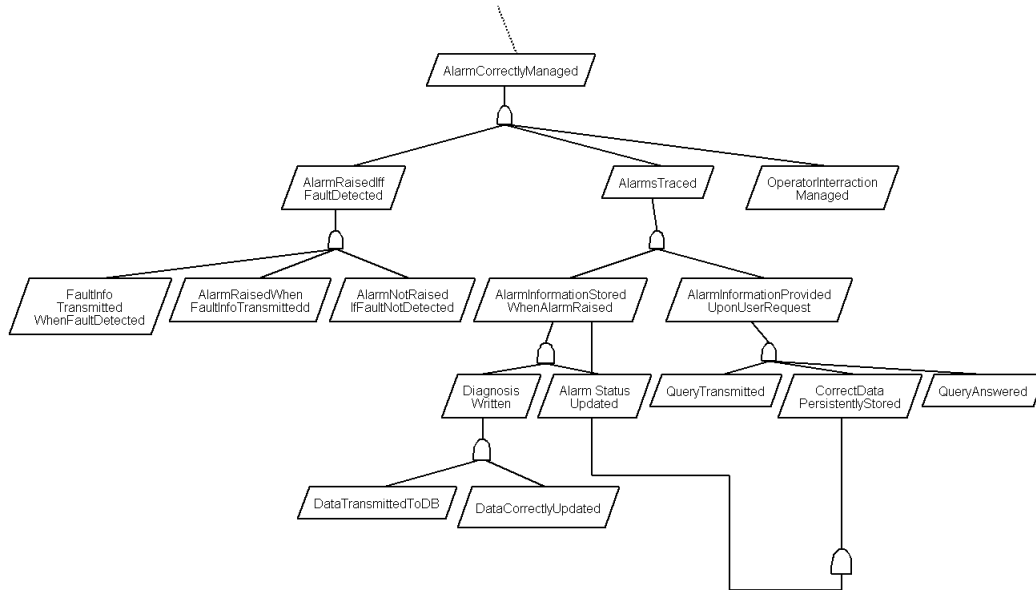 AlarmCorrectlyManaged
AlarmRaisedIff
FaultDetected
AlarmsTraced
OperatorInterraction
Managed
FaultInfo
Transmitted
WhenFaultDetected
AlarmRaisedWhen
FaultInfoTransmittedd
AlarmNotRaised
IfFaultNotDetected
AlarmInformationStored
WhenAlarmRaised
AlarmInformationProvided
UponUserRequest
Diagnosis
Written
Alarm Status
Updated
QueryTransmitted
CorrectData
PersistentlyStored
QueryAnswered
DataTransmittedToDB
DataCorrectlyUpdated